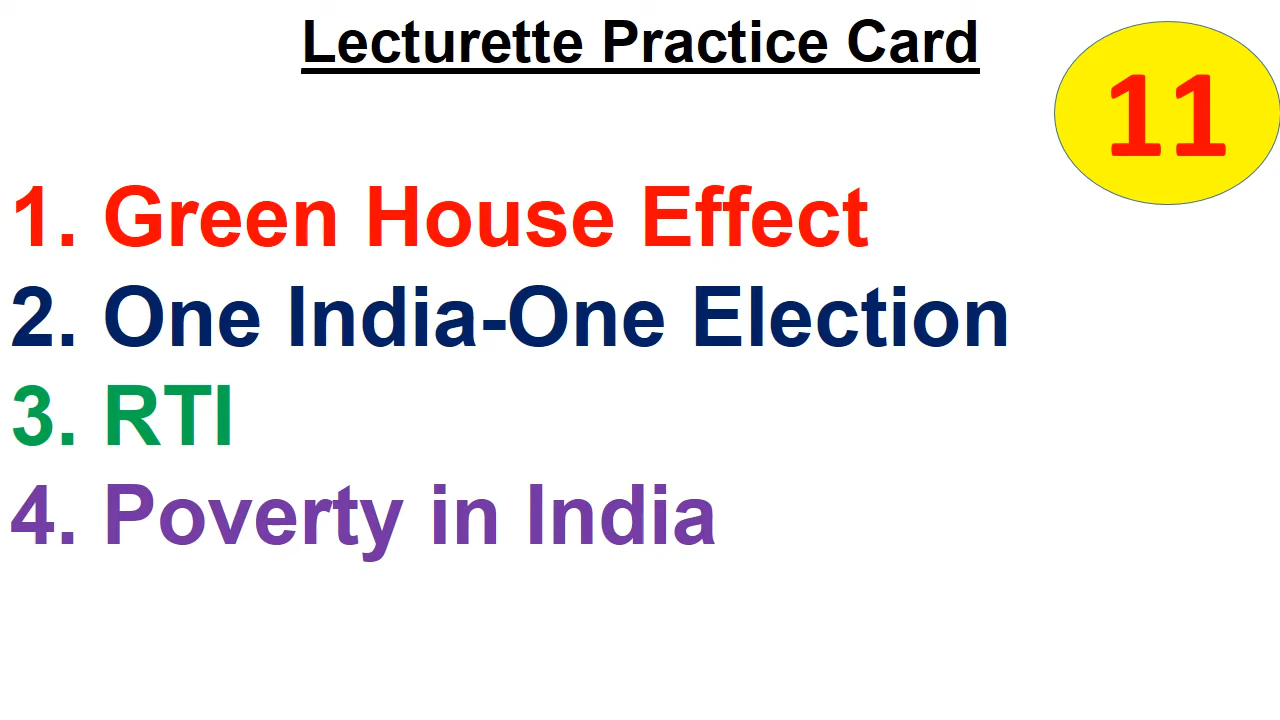 Lecturette Practice Card
11
1. Green House Effect
2. One India-One Election
3. RTI
4. Poverty in India